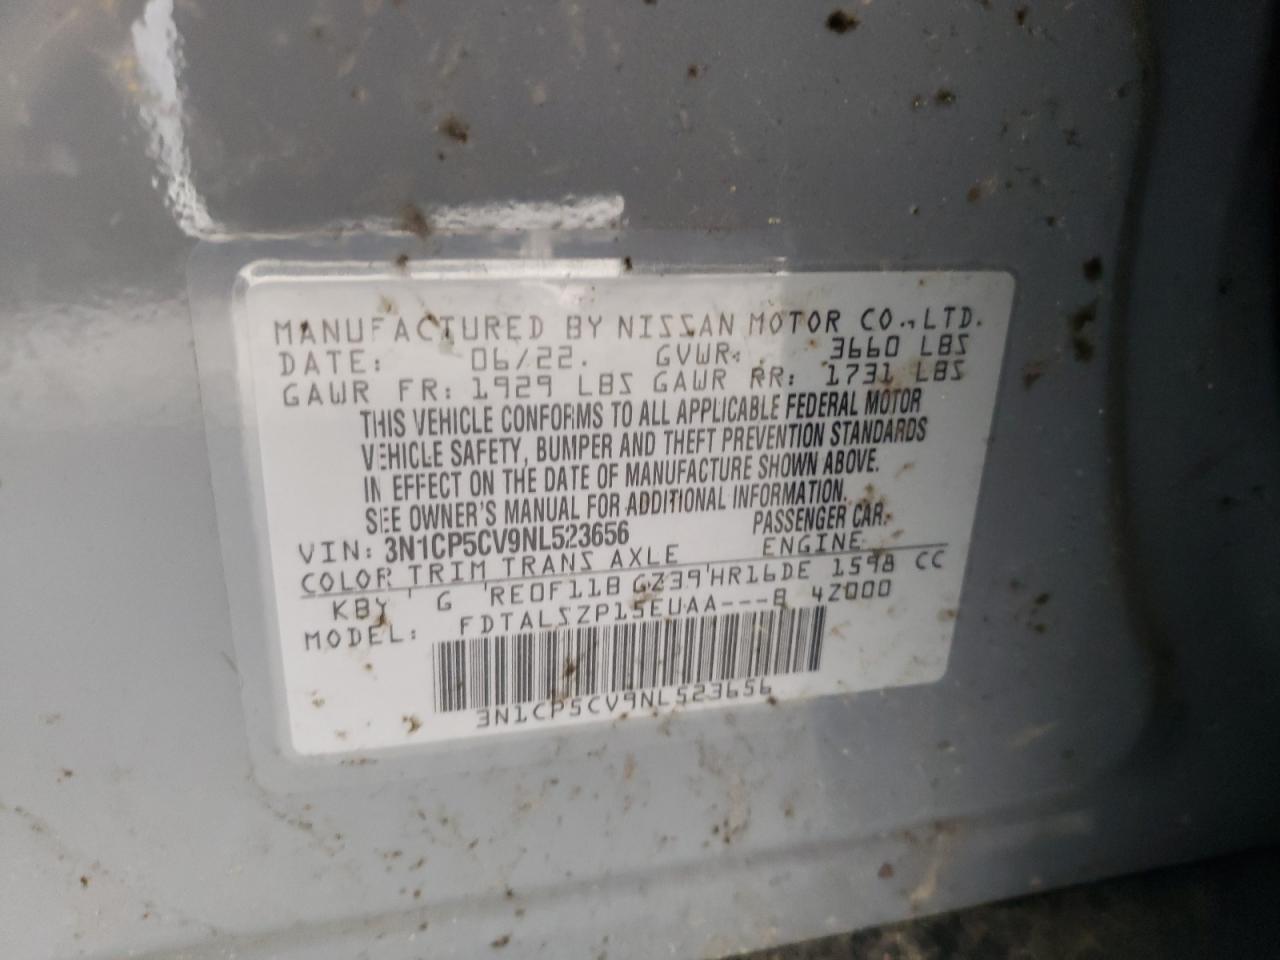 MANUFACTURED BY NISSAN MOTOR CO., LTD.
DATE: 06/22. GVWR: 3660 LBS
GAWR FR: 1929 LBS GAWR RR: 1731 LBS
THIS VEHICLE CONFORMS TO ALL APPLICABLE FEDERAL MOTOR
VEHICLE SAFETY, BUMPER AND THEFT PREVENTION STANDARDS
IN EFFECT ON THE DATE OF MANUFACTURE SHOWN ABOVE.
SEE OWNER'S MANUAL FOR ADDITIONAL INFORMATION.
VIN: 3N1CP5CV9NL523656 PASSENGER CAR.
COLOR TRIM TRANS AXLE ENGINE
KBY G RE0F11B GZ39 HR16DE 1598 CC
MODEL: FDTALSZP15EUAA---B 4Z000
3N1CP5CV9NL523656